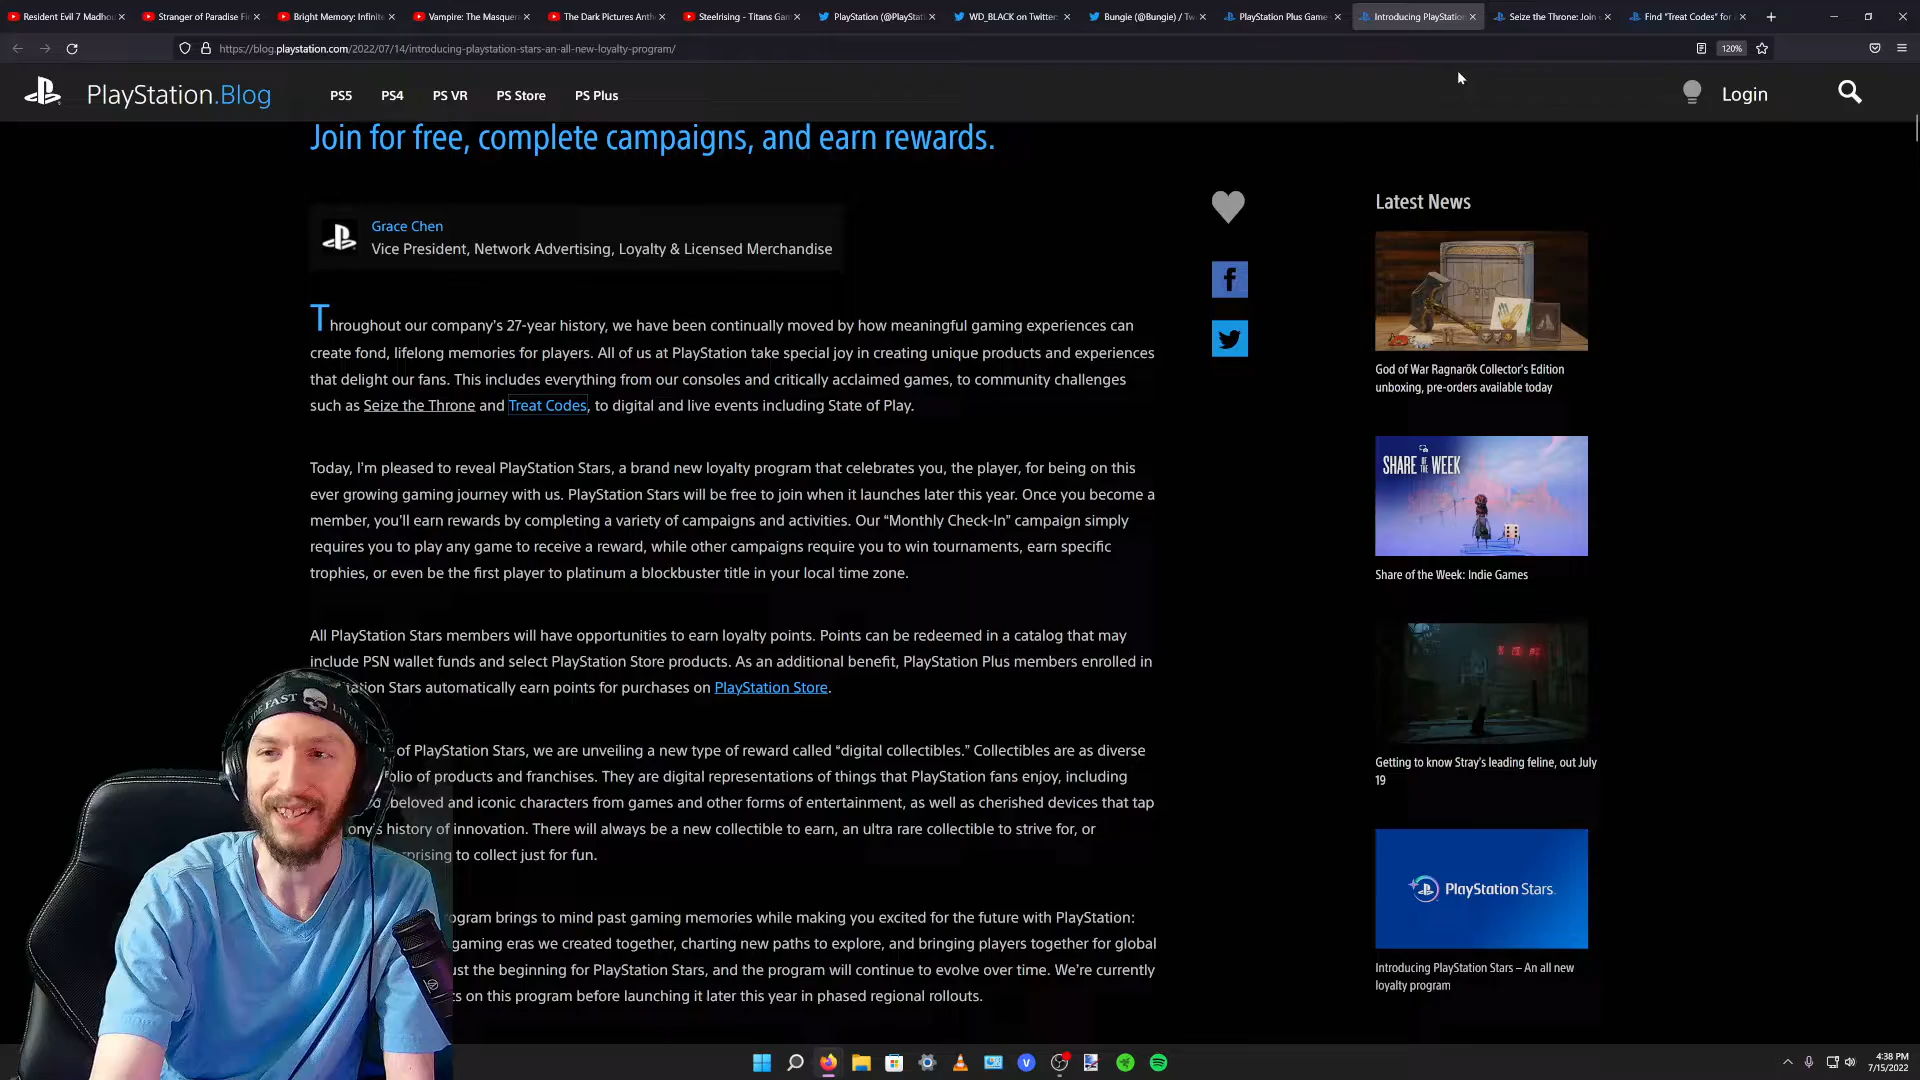 Resident Evil 7 Madhou
Stranger of Paradise Fi
Bright Memory: Infinite
Vampire: The Masquera
The Dark Pictures Anth
Steelrising - Titans Gan
PlayStation (@PlayStati
WD_BLACK on Twitter:
Bungie (@Bungie) / Tw
PlayStation Plus Game
Introducing PlayStation
Seize the Throne: Join
Find "Treat Codes" for
https://blog.playstation.com/2022/07/14/introducing-playstation-stars-an-all-new-loyalty-program/
120%
PlayStation.Blog
PS5 PS4 PS VR PS Store PS Plus
Login
Join for free, complete campaigns, and earn rewards.
Grace Chen
Vice President, Network Advertising, Loyalty & Licensed Merchandise
Throughout our company's 27-year history, we have been continually moved by how meaningful gaming experiences can
create fond, lifelong memories for players. All of us at PlayStation take special joy in creating unique products and experiences
that delight our fans. This includes everything from our consoles and critically acclaimed games, to community challenges
such as Seize the Throne and Treat Codes, to digital and live events including State of Play.
Today, I'm pleased to reveal PlayStation Stars, a brand new loyalty program that celebrates you, the player, for being on this
ever growing gaming journey with us. PlayStation Stars will be free to join when it launches later this year. Once you become a
member, you'll earn rewards by completing a variety of campaigns and activities. Our “Monthly Check-In” campaign simply
requires you to play any game to receive a reward, while other campaigns require you to win tournaments, earn specific
trophies, or even be the first player to platinum a blockbuster title in your local time zone.
All PlayStation Stars members will have opportunities to earn loyalty points. Points can be redeemed in a catalog that may
include PSN wallet funds and select PlayStation Store products. As an additional benefit, PlayStation Plus members enrolled in
ation Stars automatically earn points for purchases on PlayStation Store.
of PlayStation Stars, we are unveiling a new type of reward called “digital collectibles.” Collectibles are as diverse
olio of products and franchises. They are digital representations of things that PlayStation fans enjoy, including
beloved and iconic characters from games and other forms of entertainment, as well as cherished devices that tap
ony's history of innovation. There will always be a new collectible to earn, an ultra rare collectible to strive for, or
rprising to collect just for fun.
ogram brings to mind past gaming memories while making you excited for the future with PlayStation:
gaming eras we created together, charting new paths to explore, and bringing players together for global
ust the beginning for PlayStation Stars, and the program will continue to evolve over time. We're currently
ts on this program before launching it later this year in phased regional rollouts.
Latest News
God of War Ragnarök Collector's Edition
unboxing, pre-orders available today
SHARE OF THE WEEK
Share of the Week: Indie Games
Getting to know Stray's leading feline, out July
19
PlayStation Stars
Introducing PlayStation Stars – An all new
loyalty program
4:38 PM
7/15/2022